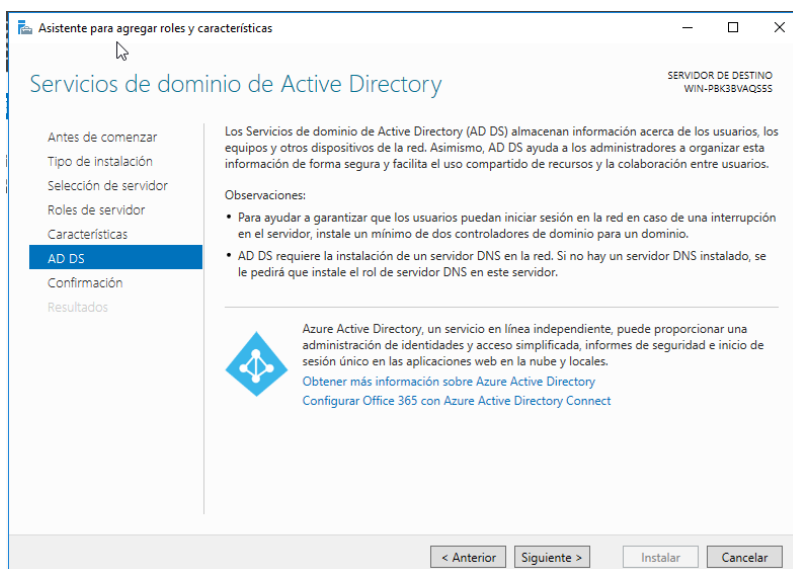 Asistente para agregar roles y características
Servicios de dominio de Active Directory
SERVIDOR DE DESTINO
WIN-PBK3BVAQS5S
Antes de comenzar
Tipo de instalación
Selección de servidor
Roles de servidor
Características
AD DS
Confirmación
Resultados
Los Servicios de dominio de Active Directory (AD DS) almacenan información acerca de los usuarios, los
equipos y otros dispositivos de la red. Asimismo, AD DS ayuda a los administradores a organizar esta
información de forma segura y facilita el uso compartido de recursos y la colaboración entre usuarios.
Observaciones:
• Para ayudar a garantizar que los usuarios puedan iniciar sesión en la red en caso de una interrupción
en el servidor, instale un mínimo de dos controladores de dominio para un dominio.
• AD DS requiere la instalación de un servidor DNS en la red. Si no hay un servidor DNS instalado, se
le pedirá que instale el rol de servidor DNS en este servidor.
Azure Active Directory, un servicio en línea independiente, puede proporcionar una
administración de identidades y acceso simplificada, informes de seguridad e inicio de
sesión único en las aplicaciones web en la nube y locales.
Obtener más información sobre Azure Active Directory
Configurar Office 365 con Azure Active Directory Connect
< Anterior
Siguiente >
Instalar
Cancelar